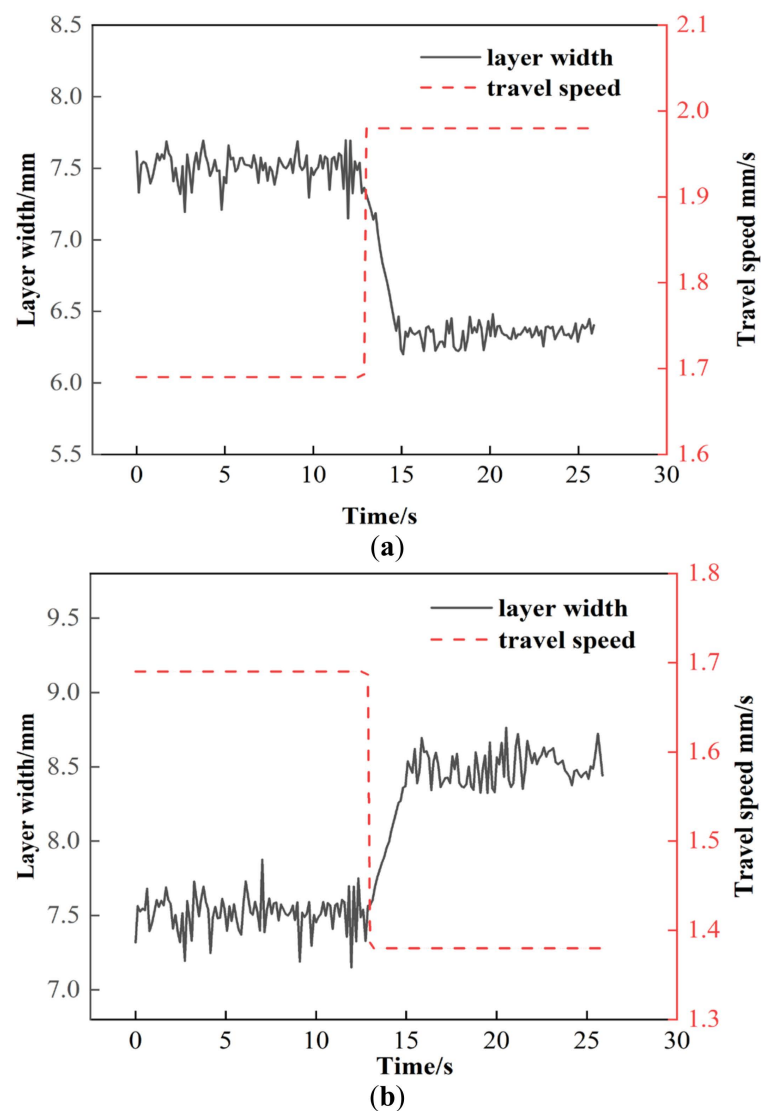 8.5
8.0
7.5
7.0
6.5
6.0
5.5
Layer width/mm
layer width
travel speed
2.1
2.0
1.9
1.8
1.7
1.6
Travel speed mm/s
0 5 10 15 20 25 30
Time/s
(a)
9.5
9.0
8.5
8.0
7.5
7.0
Layer width/mm
layer width
travel speed
1.8
1.7
1.6
1.5
1.4
1.3
Travel speed mm/s
0 5 10 15 20 25 30
Time/s
(b)